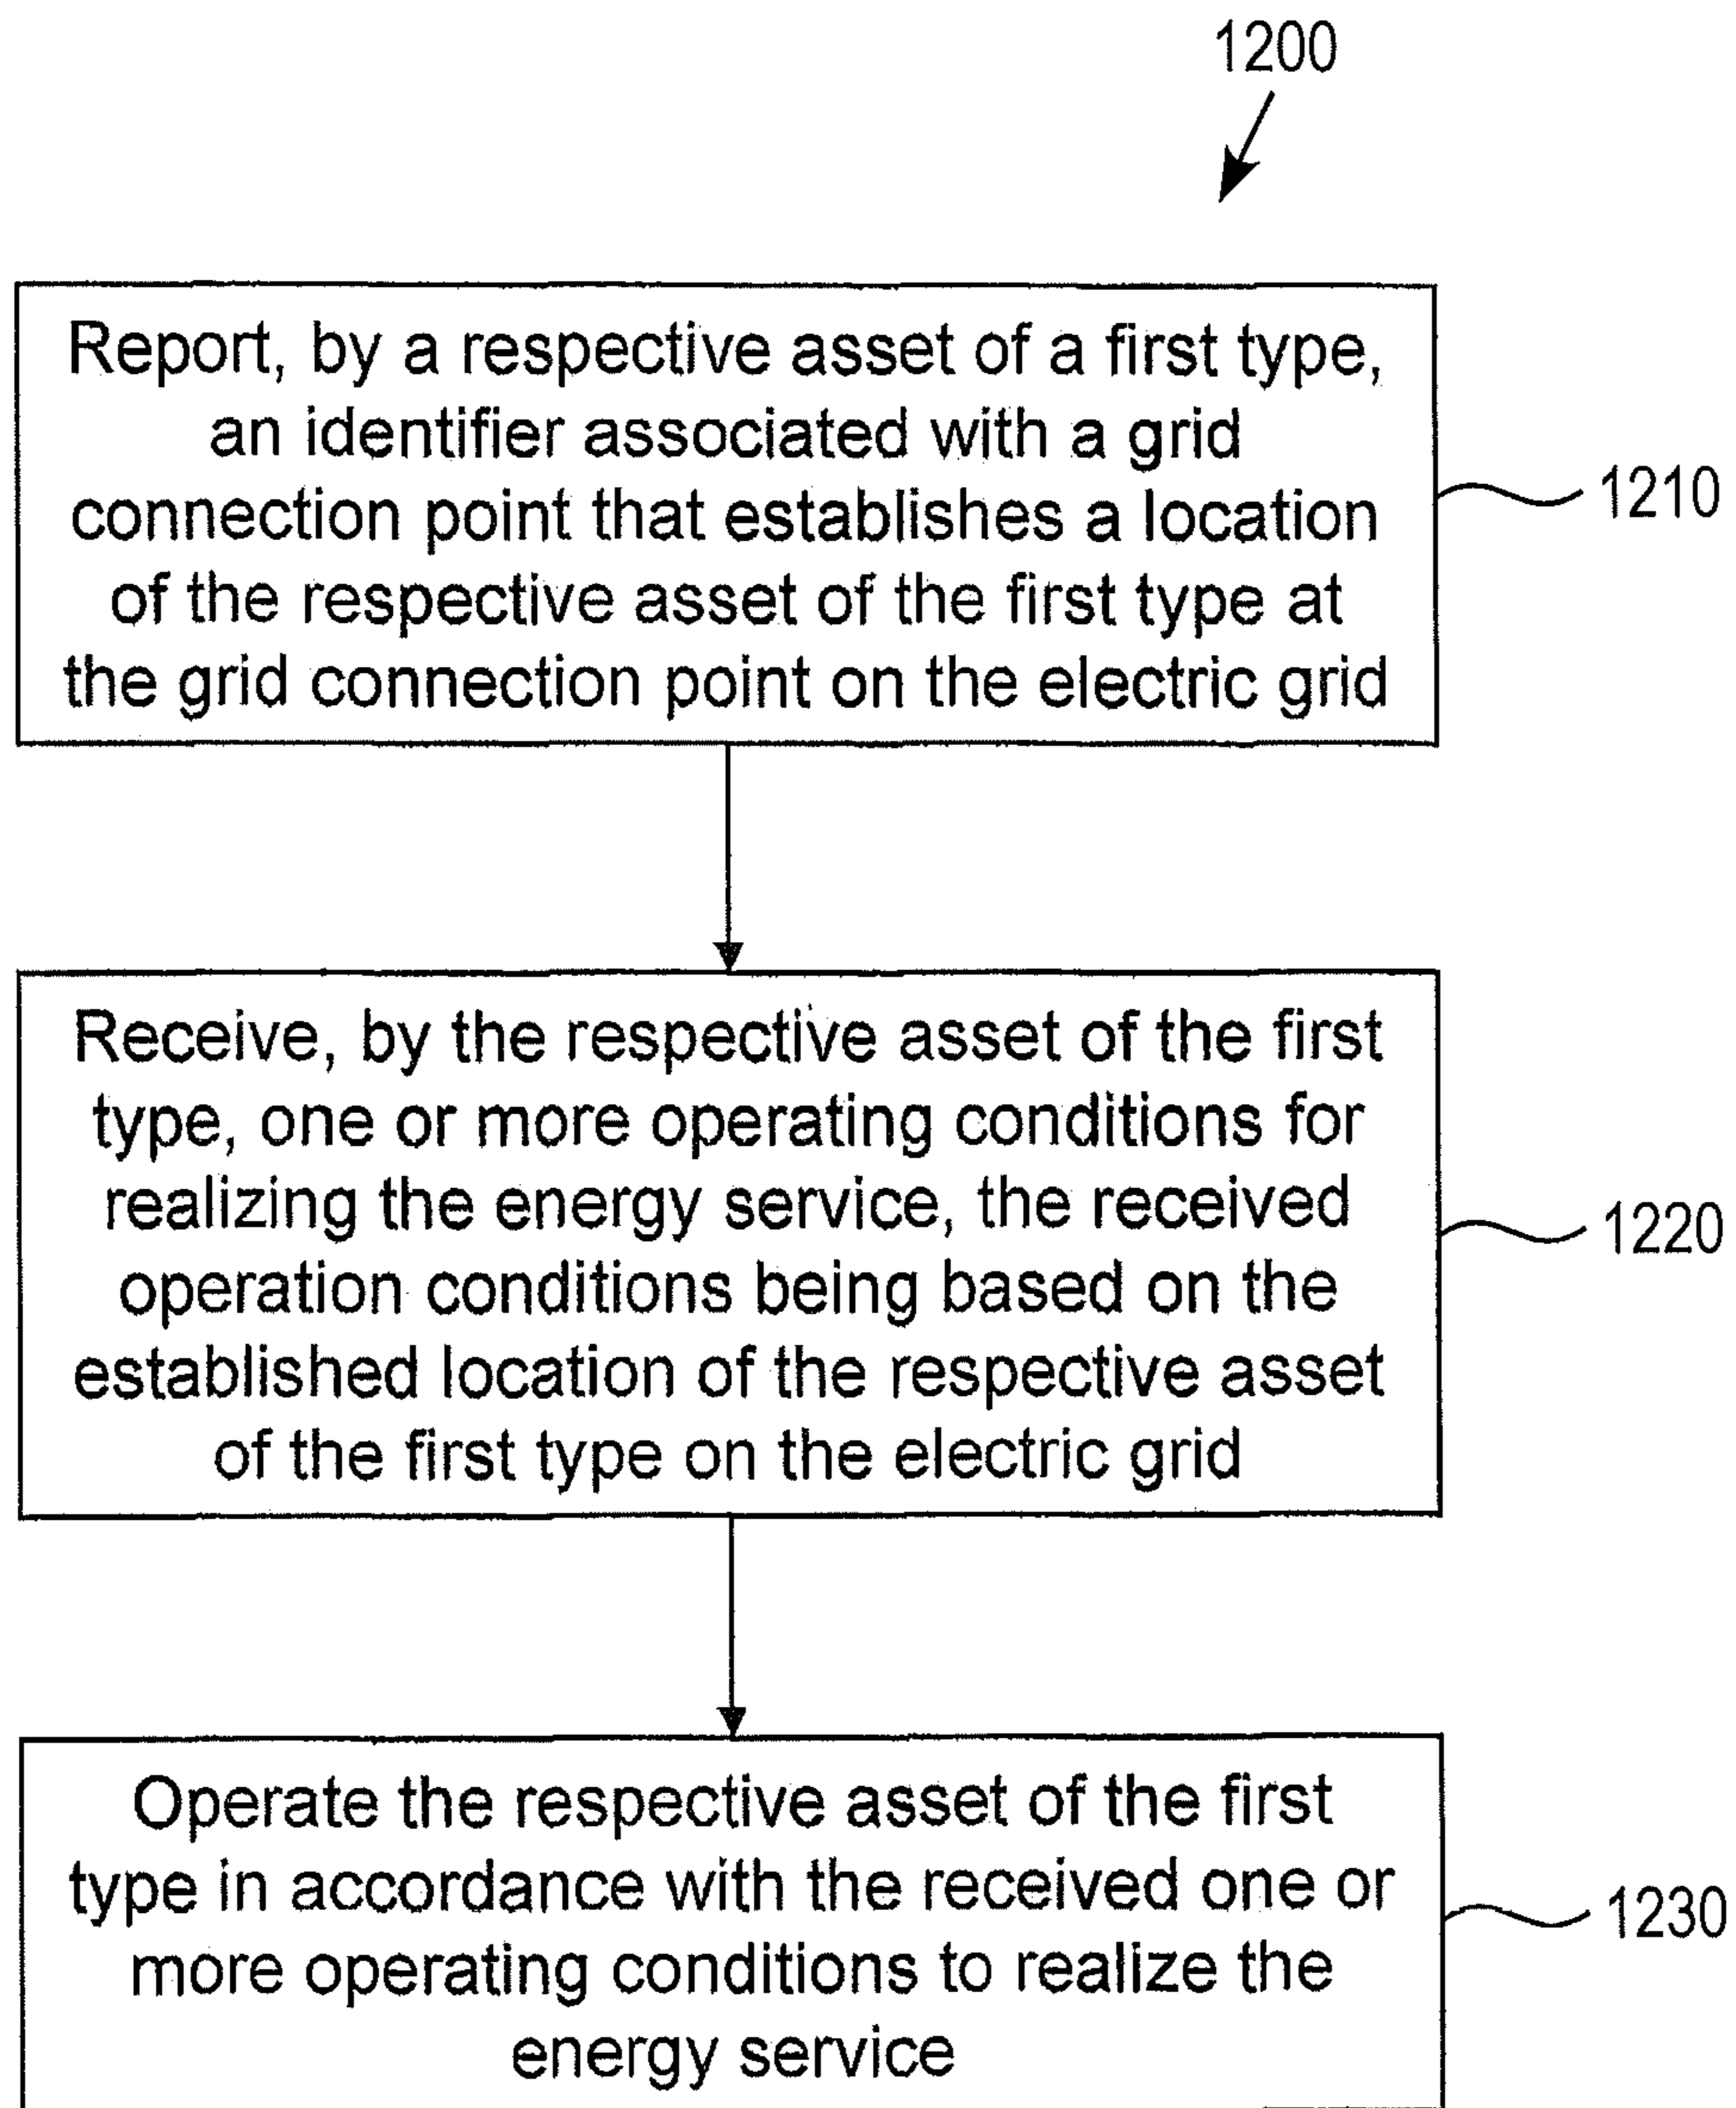 1200
Report, by a respective asset of a first type,
an identifier associated with a grid
connection point that establishes a location
of the respective asset of the first type at
the grid connection point on the electric grid
1210
Receive, by the respective asset of the first
type, one or more operating conditions for
realizing the energy service, the received
operation conditions being based on the
established location of the respective asset
of the first type on the electric grid
1220
Operate the respective asset of the first
type in accordance with the received one or
more operating conditions to realize the
energy service
1230